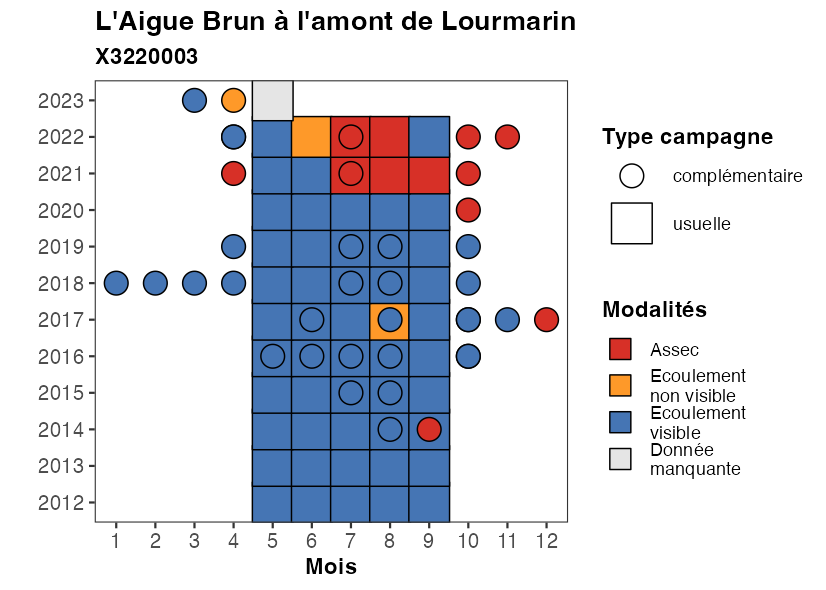 L'Aigue Brun à l'amont de Lourmarin
X3220003
2023
2022
2021
2020
2019
2018
2017
2016
2015
2014
2013
2012
1 2 3 4 5 6 7 8 9 10 11 12
Mois
Type campagne
complémentaire
usuelle
Modalités
Assec
Ecoulement
non visible
Ecoulement
visible
Donnée
manquante